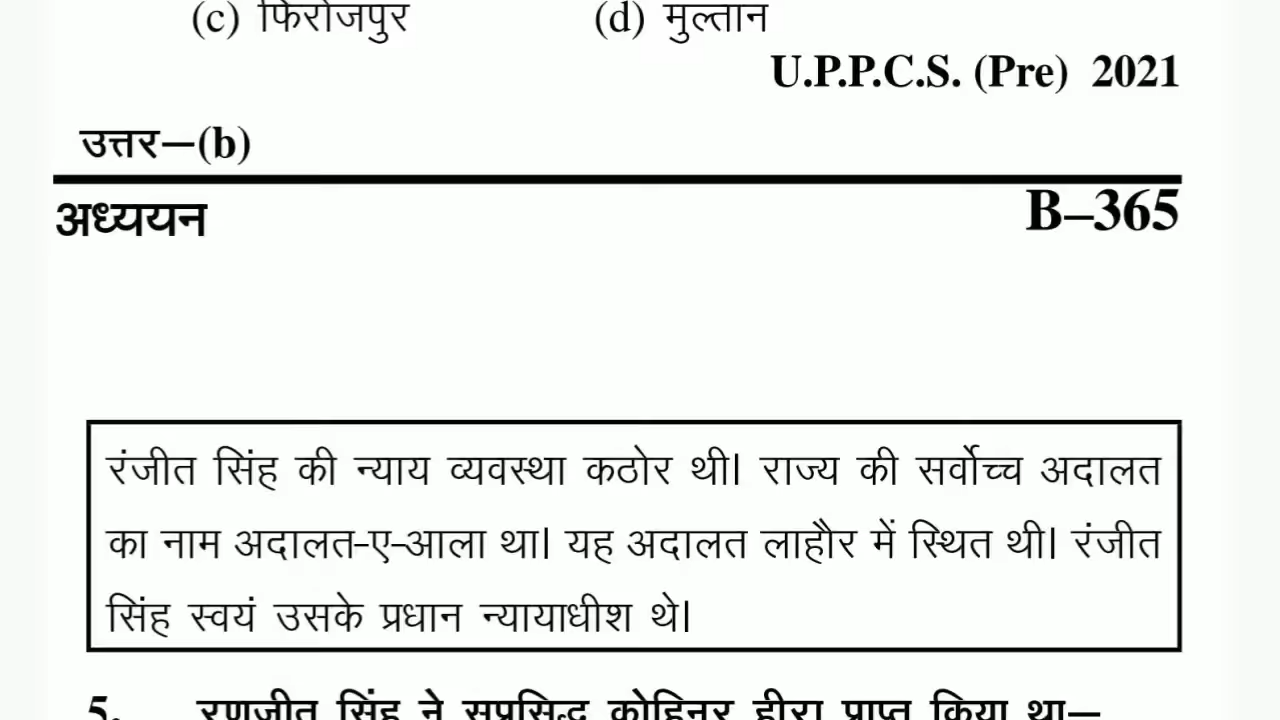 (c) फिरोजपुर (d) मुल्तान
U.P.P.C.S. (Pre) 2021
उत्तर–(b)
अध्ययन B–365
रंजीत सिंह की न्याय व्यवस्था कठोर थी। राज्य की सर्वोच्च अदालत
का नाम अदालत-ए-आला था। यह अदालत लाहौर में स्थित थी। रंजीत
सिंह स्वयं उसके प्रधान न्यायाधीश थे।
5. रणजीत सिंह ने सुप्रसिद्ध कोहिनूर हीरा प्राप्त किया था–